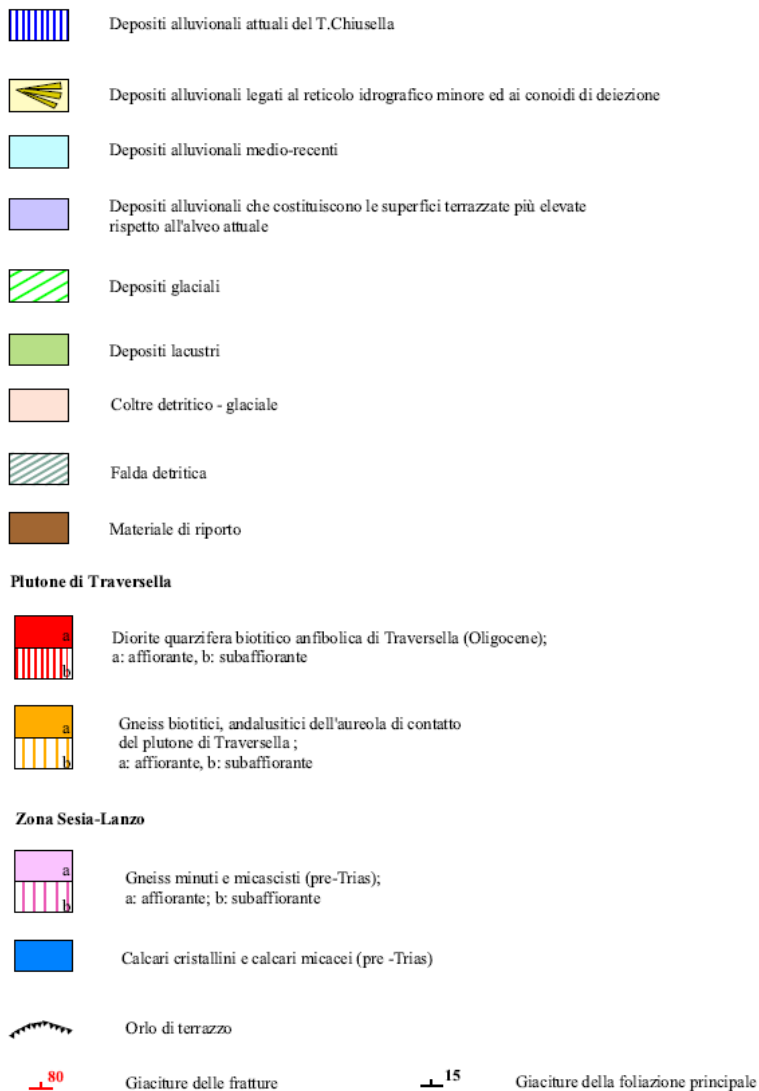 Depositi alluvionali attuali del T.Chiusella
Depositi alluvionali legati al reticolo idrografico minore ed ai conoidi di deiezione
Depositi alluvionali medio-recenti
Depositi alluvionali che costituiscono le superfici terrazzate più elevate
rispetto all'alveo attuale
Depositi glaciali
Depositi lacustri
Coltre detritico - glaciale
Falda detritica
Materiale di riporto
Plutone di Traversella
a
b
Diorite quarzifera biotitico anfibolica di Traversella (Oligocene);
a: affiorante, b: subaffiorante
a
b
Gneiss biotitici, andalusitici dell'aureola di contatto
del plutone di Traversella ;
a: affiorante, b: subaffiorante
Zona Sesia-Lanzo
a
b
Gneiss minuti e micascisti (pre-Trias);
a: affiorante; b: subaffiorante
Calcari cristallini e calcari micacei (pre -Trias)
Orlo di terrazzo
80 Giaciture delle fratture 15 Giaciture della foliazione principale